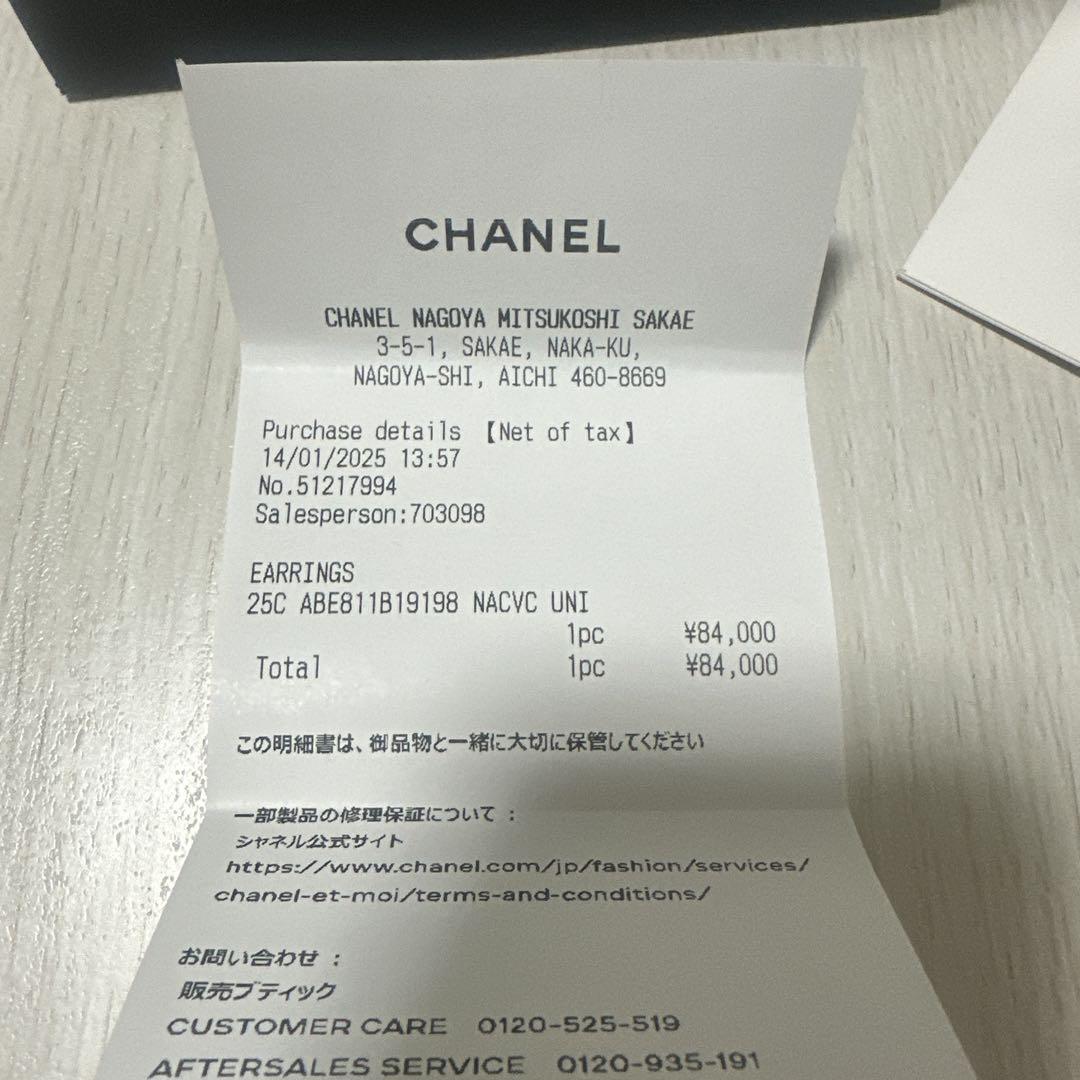 CHANEL
CHANEL NAGOYA MITSUKOSHI SAKAE
3-5-1, SAKAE, NAKA-KU,
NAGOYA-SHI, AICHI 460-8669
Purchase details 【Net of tax】
14/01/2025 13:57
No.51217994
Salesperson:703098
EARRINGS
25C ABE811B19198 NACVC UNI
1pc ¥84,000
Total 1pc ¥84,000
この明細書は、御品物と一緒に大切に保管してください
一部製品の修理保証について :
シャネル公式サイト
https://www.chanel.com/jp/fashion/services/
chanel-et-moi/terms-and-conditions/
お問い合わせ :
販売ブティック
CUSTOMER CARE 0120-525-519
AFTERSALES SERVICE 0120-935-191